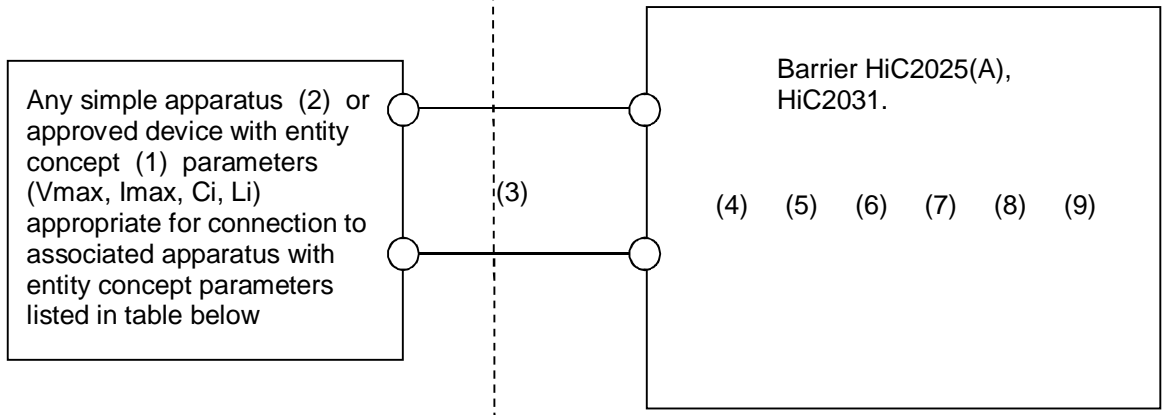 Any simple apparatus (2) or
approved device with entity
concept (1) parameters
(Vmax, Imax, Ci, Li)
appropriate for connection to
associated apparatus with
entity concept parameters
listed in table below
(3)
Barrier HiC2025(A),
HiC2031.
(4) (5) (6) (7) (8) (9)